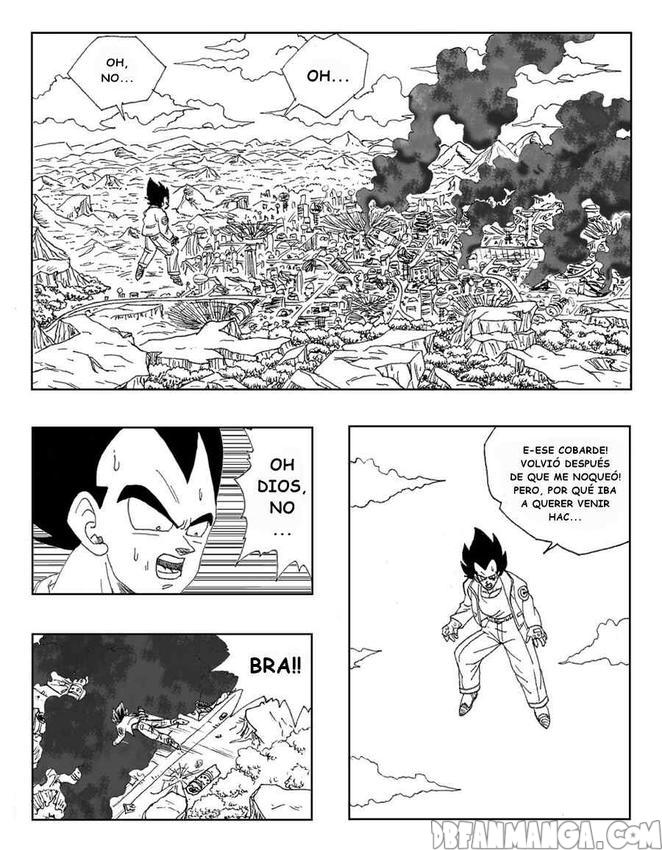 OH,
NO...
OH...
OH
DIOS,
NO
...
E-ESE COBARDE!
VOLVIÓ DESPUÉS
DE QUE ME NOQUEÓ!
PERO, POR QUÉ IBA
A QUERER VENIR
HAC...
BRA!!
DBFANMANGA.COM